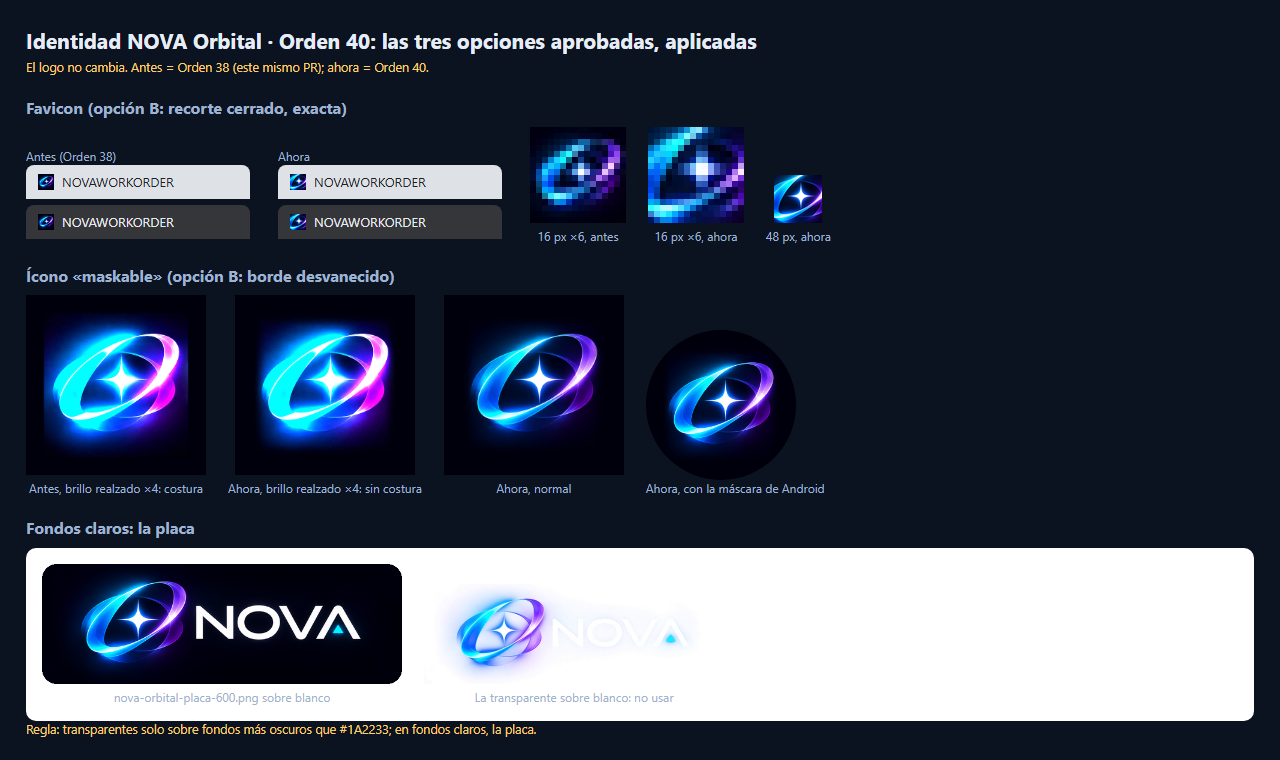 Identidad NOVA Orbital · Orden 40: las tres opciones aprobadas, aplicadas
El logo no cambia. Antes = Orden 38 (este mismo PR); ahora = Orden 40.
Favicon (opción B: recorte cerrado, exacta)
Antes (Orden 38)
NOVAWORKORDER
NOVAWORKORDER
Ahora
NOVAWORKORDER
NOVAWORKORDER
16 px ×6, antes
16 px ×6, ahora
48 px, ahora
Ícono «maskable» (opción B: borde desvanecido)
Antes, brillo realzado ×4: costura
Ahora, brillo realzado ×4: sin costura
Ahora, normal
Ahora, con la máscara de Android
Fondos claros: la placa
NOVA
nova-orbital-placa-600.png sobre blanco
NOVA
La transparente sobre blanco: no usar
Regla: transparentes solo sobre fondos más oscuros que #1A2233; en fondos claros, la placa.